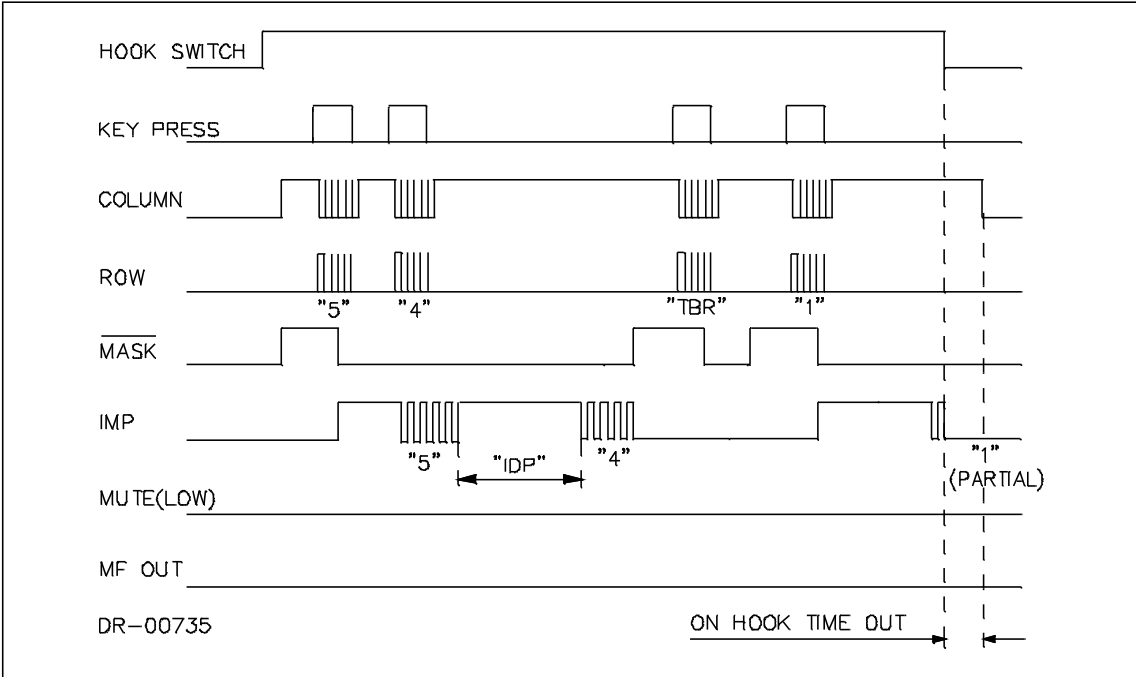 HOOK SWITCH
KEY PRESS
COLUMN
ROW
"5" "4" "TBR" "1"
MASK
IMP
"5" "IDP" "4" "1"
(PARTIAL)
MUTE(LOW)
MF OUT
DR-00735
ON HOOK TIME OUT